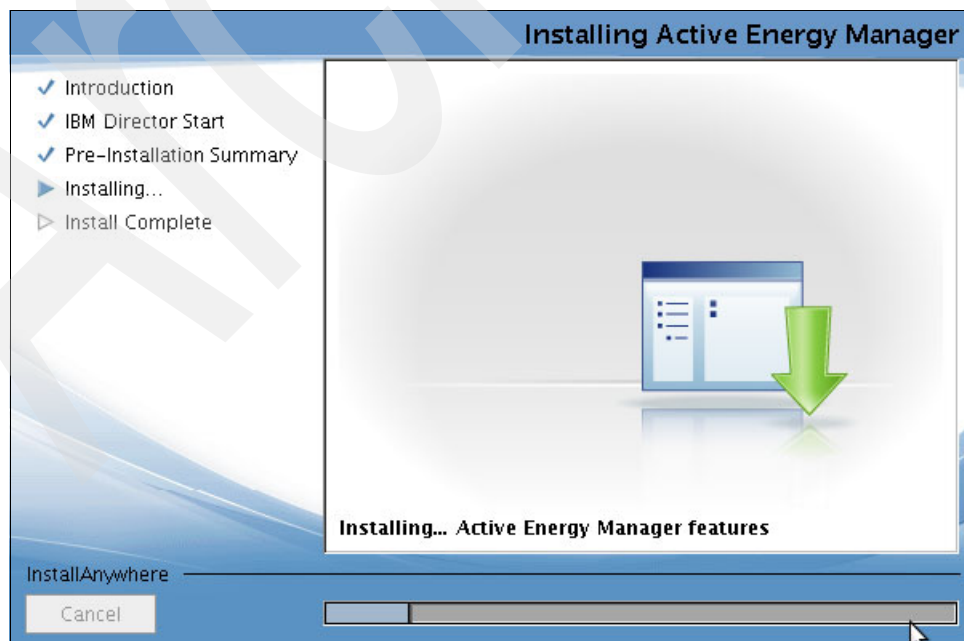 Installing Active Energy Manager
Introduction
IBM Director Start
Pre-Installation Summary
Installing...
Install Complete
Installing... Active Energy Manager features
InstallAnywhere
Cancel